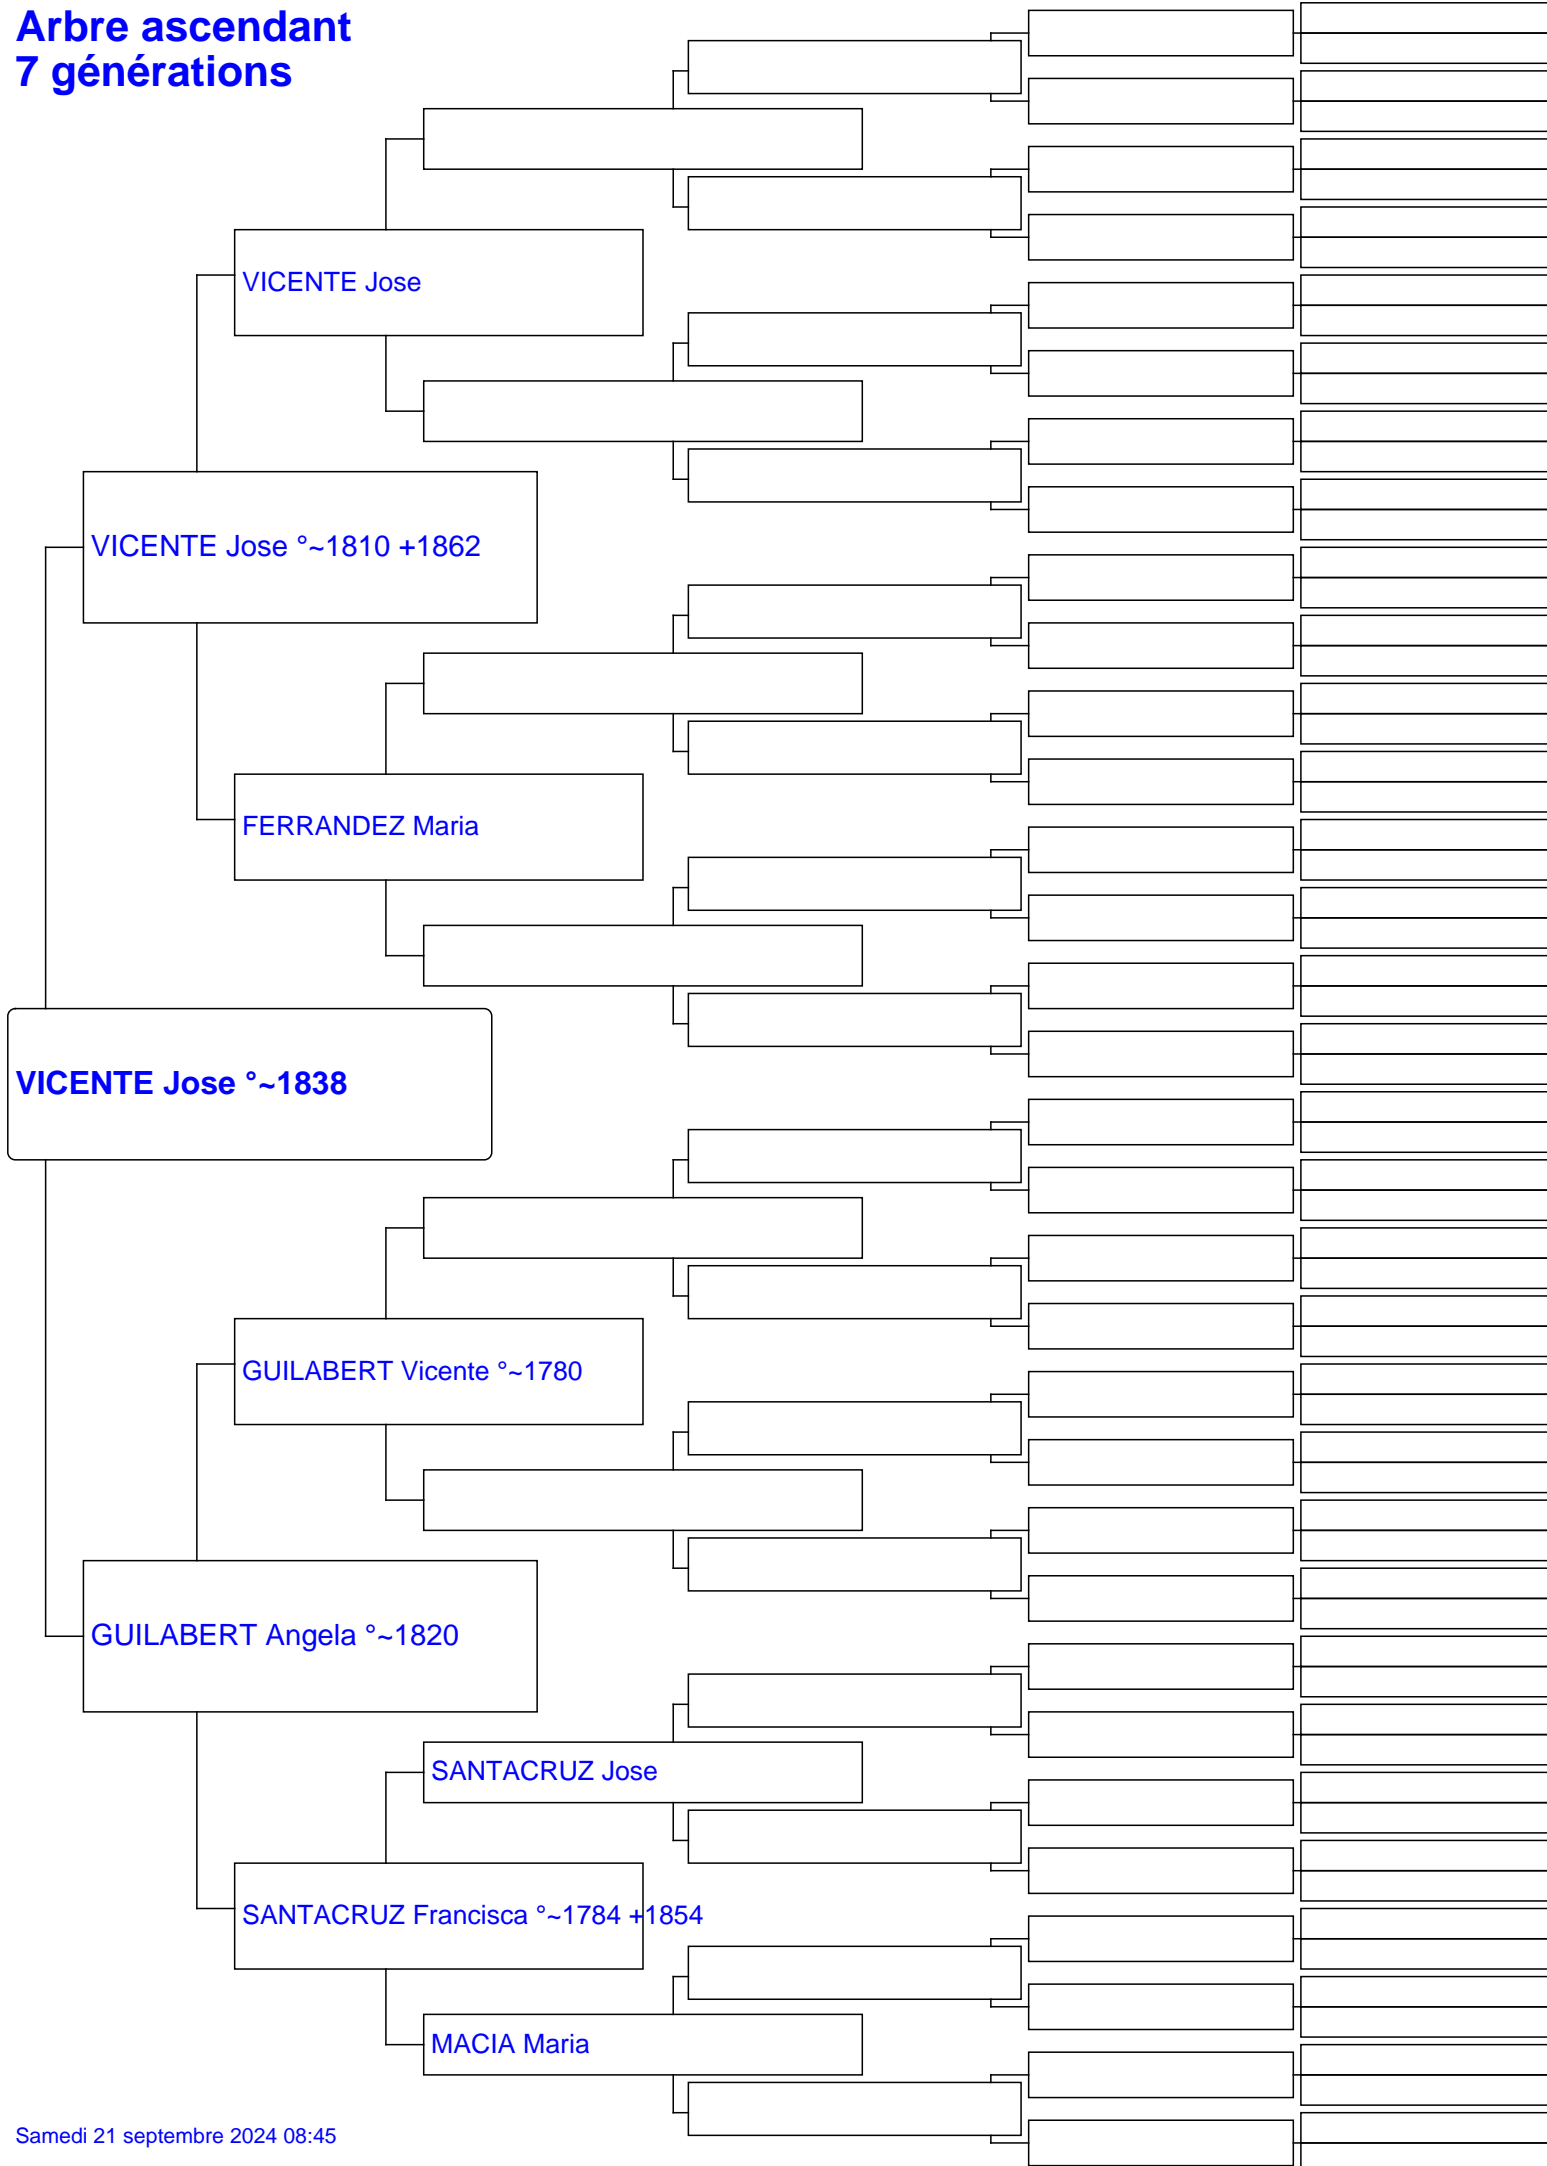 Arbre ascendant
7 générations
VICENTE Jose
VICENTE Jose °~1810 +1862
FERRANDEZ Maria
VICENTE Jose °~1838
GUILABERT Vicente °~1780
GUILABERT Angela °~1820
SANTACRUZ Jose
SANTACRUZ Francisca °~1784 +1854
MACIA Maria
Samedi 21 septembre 2024 08:45